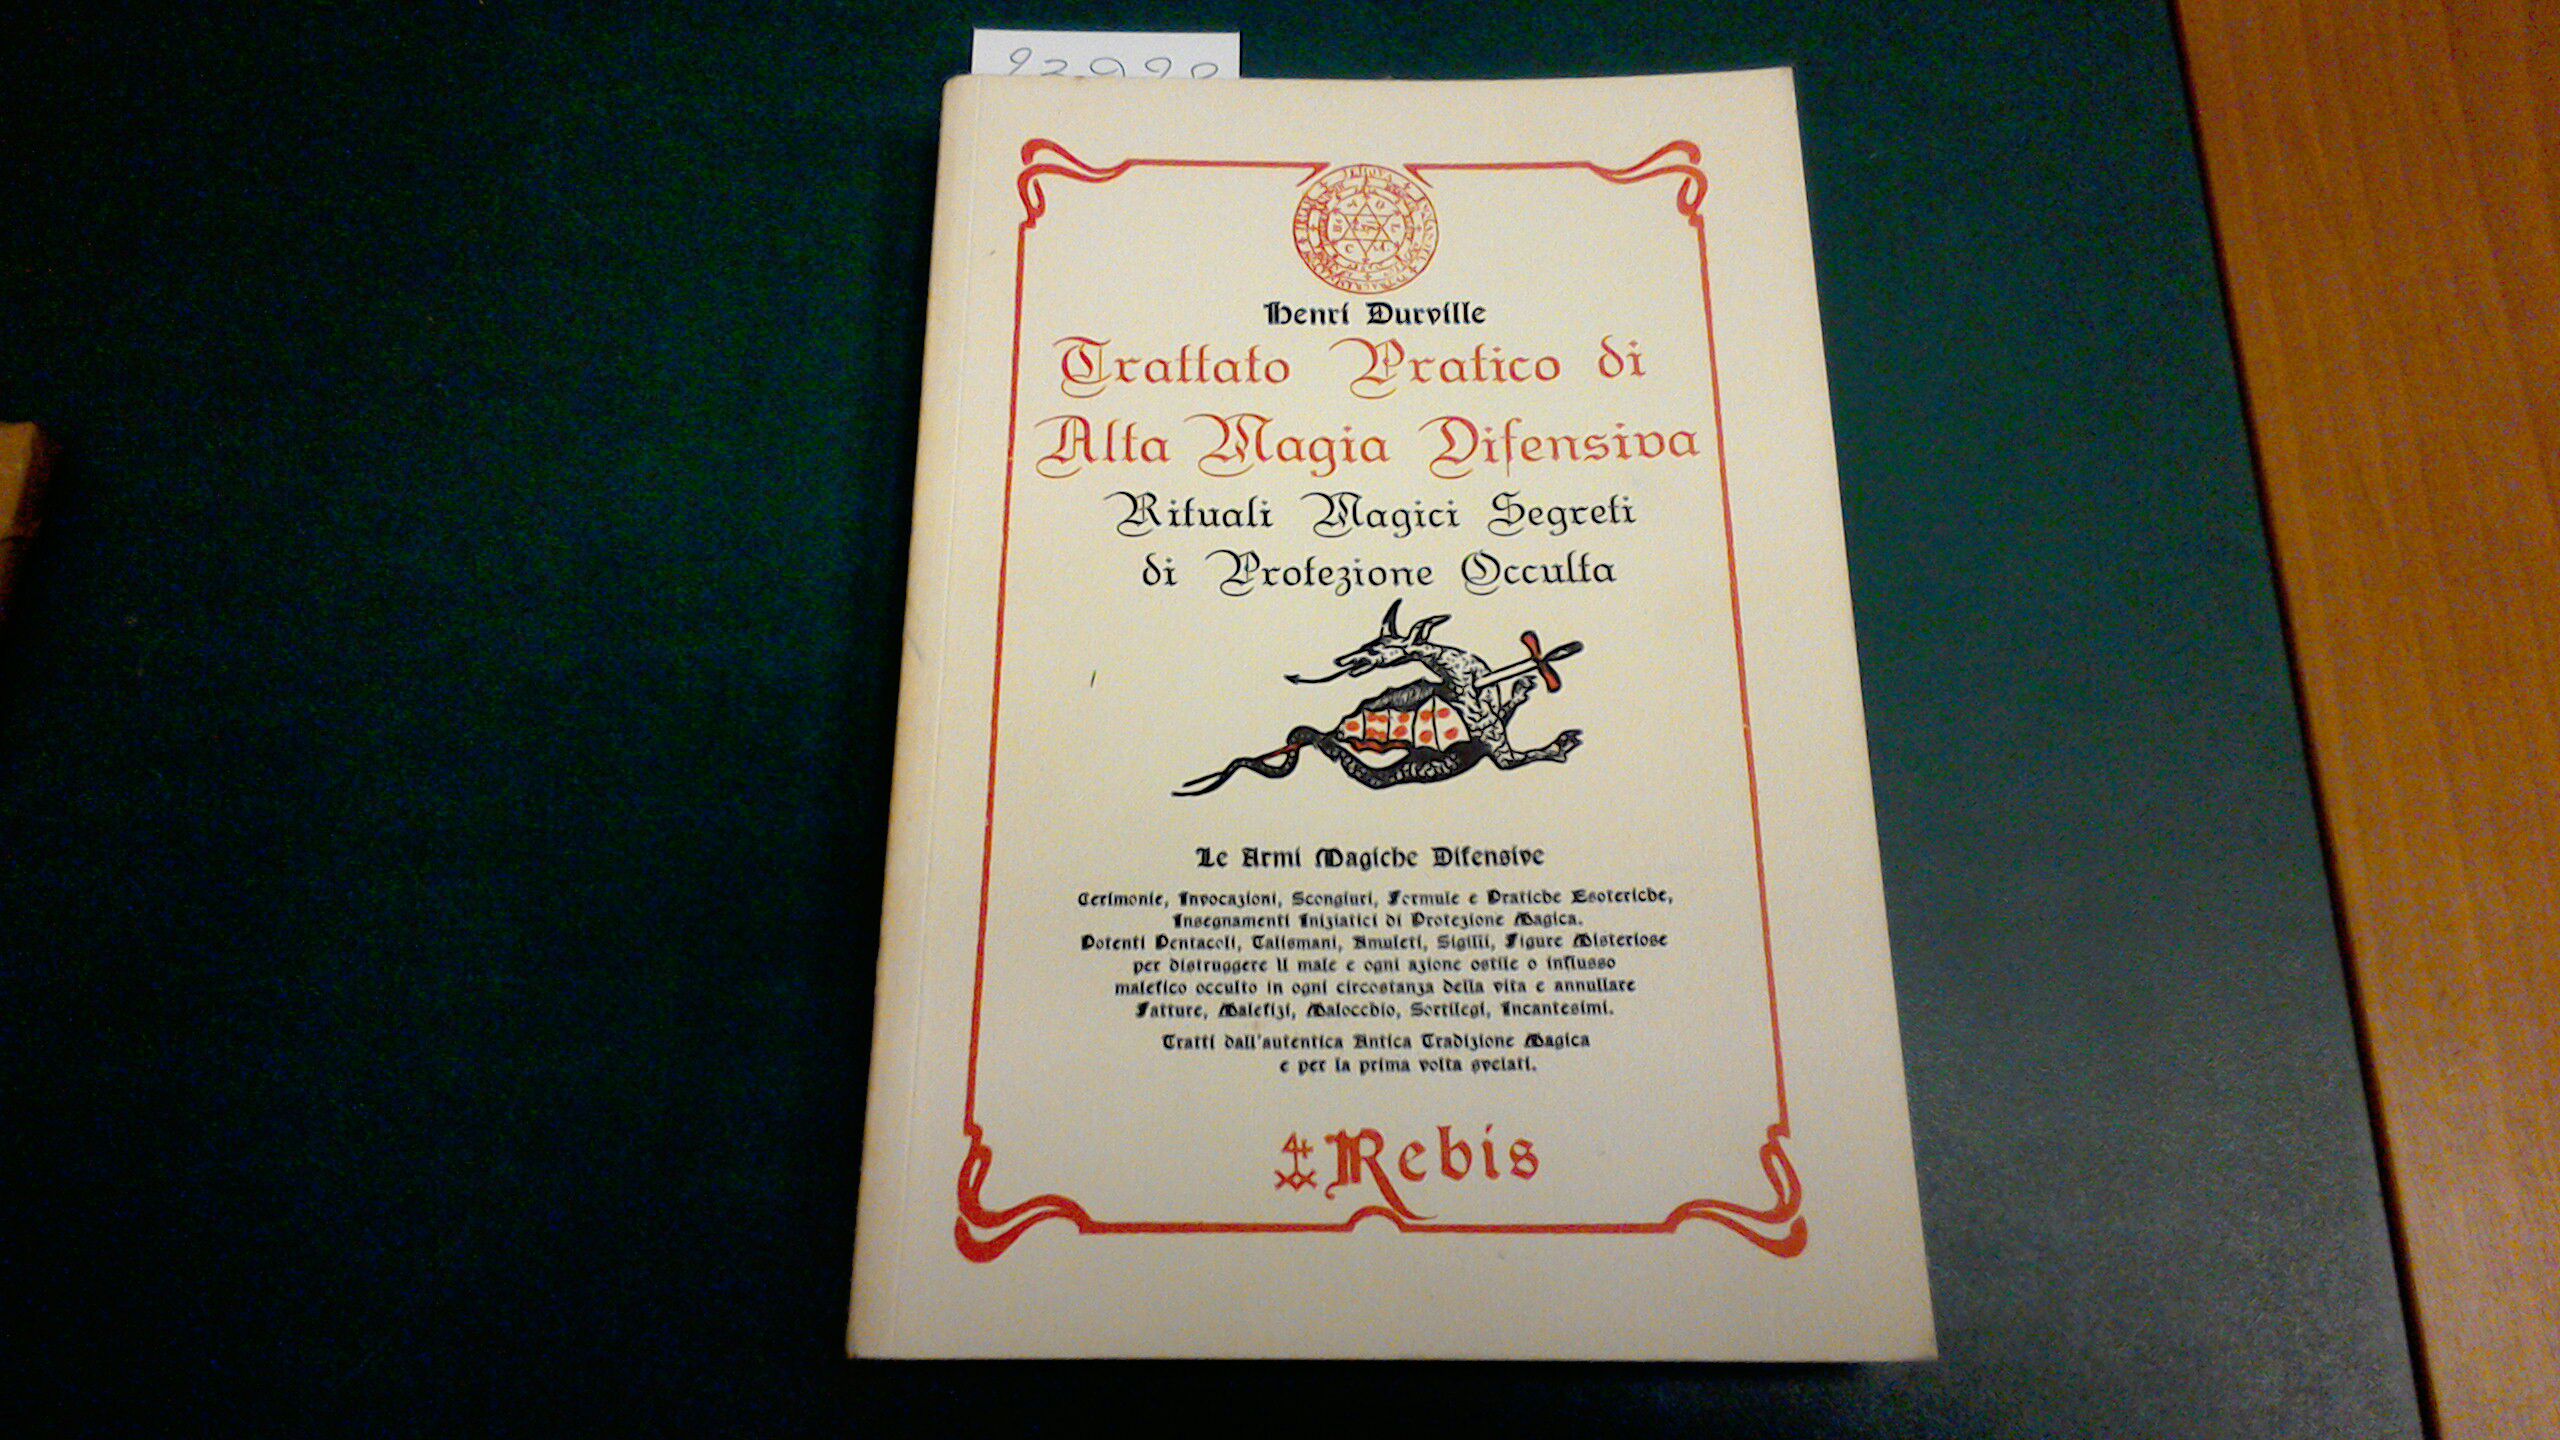 Henri Durville
Trattato Pratico di
Alta Magia Difensiva
Rituali Magici Segreti
di Protezione Occulta
Le Armi Magiche Difensive
Cerimonie, Invocazioni, Scongiuri, Formule e Pratiche Esoteriche,
Insegnamenti Iniziatici di Protezione Magica.
Potenti Pentacoli, Talismani, Amuleti, Sigilli, Figure Misteriose
per distruggere il male e ogni azione ostile o influsso
malefico occulto in ogni circostanza della vita e annullare
Fatture, Malefizi, Malocchio, Sortilegi, Incantesimi.
Tratti dall'autentica Antica Tradizione Magica
e per la prima volta svelati.
Rebis